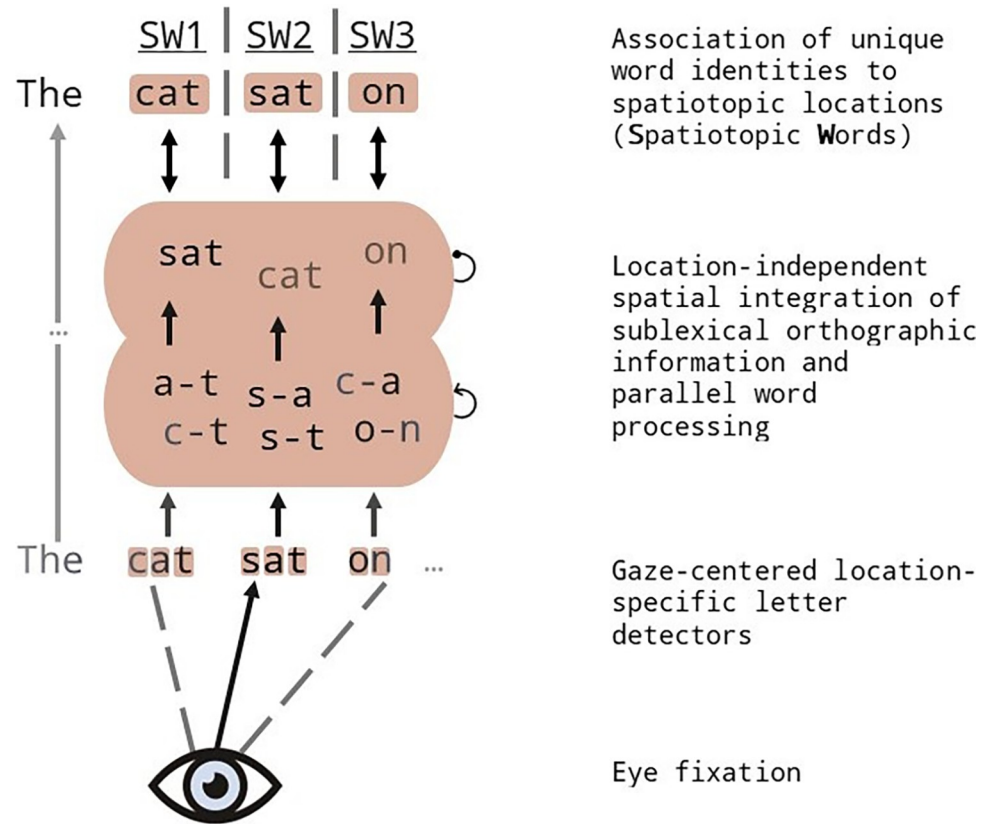 SW1 SW2 SW3
The cat sat on
Association of unique
word identities to
spatiotopic locations
(Spatiotopic Words)
sat cat on
a-t s-a c-a
c-t s-t o-n
Location-independent
spatial integration of
sublexical orthographic
information and
parallel word
processing
...
The cat sat on ...
Gaze-centered location-
specific letter
detectors
Eye fixation